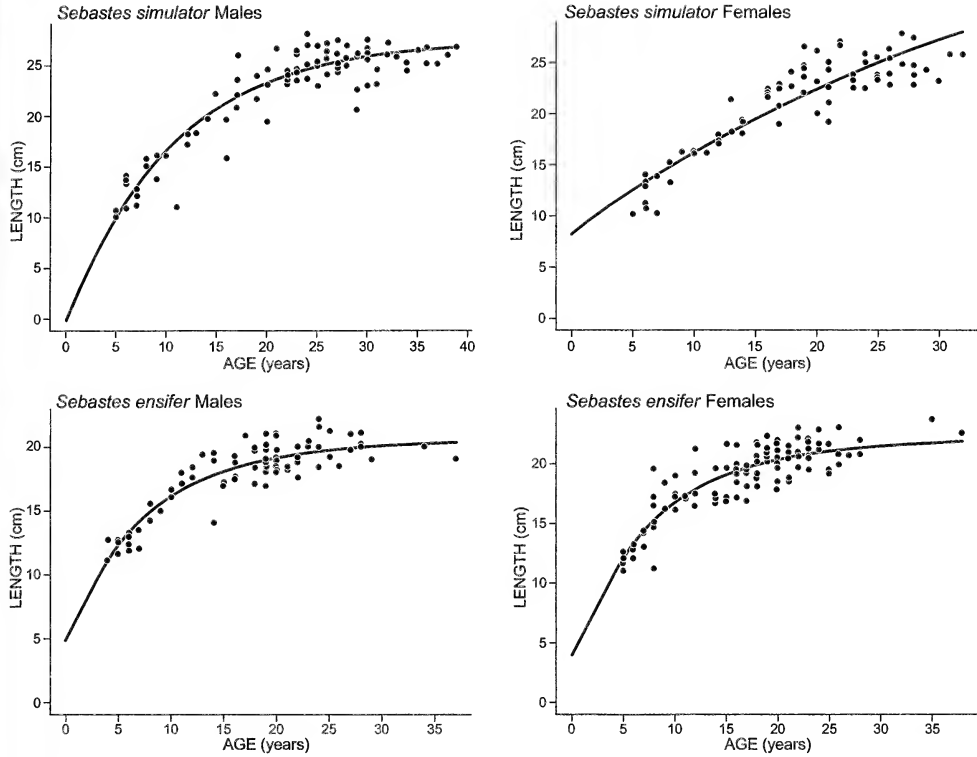 Sebastes simulator Males
LENGTH (cm)
25
20
15
10
5
0
0 5 10 15 20 25 30 35 40
AGE (years)
Sebastes simulator Females
LENGTH (cm)
25
20
15
10
5
0
0 5 10 15 20 25 30
AGE (years)
Sebastes ensifer Males
LENGTH (cm)
20
15
10
5
0
0 5 10 15 20 25 30 35
AGE (years)
Sebastes ensifer Females
LENGTH (cm)
20
15
10
5
0
0 5 10 15 20 25 30 35
AGE (years)